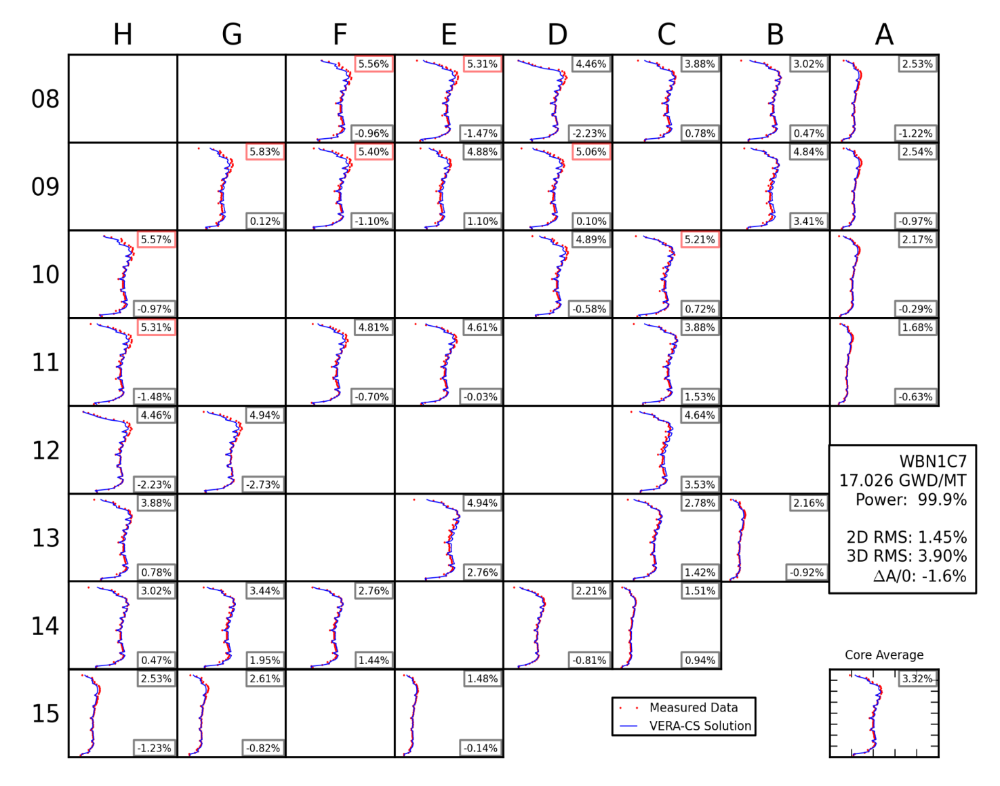 H G F E D C B A
5.56% 5.31% 4.46% 3.88% 3.02% 2.53%
08
-0.96% -1.47% -2.23% 0.78% 0.47% -1.22%
5.83% 5.40% 4.88% 5.06% 4.84% 2.54%
09
0.12% -1.10% 1.10% 0.10% 3.41% -0.97%
5.57% 4.89% 5.21% 2.17%
10
-0.97% -0.58% 0.72% -0.29%
5.31% 4.81% 4.61% 3.88% 1.68%
11
-1.48% -0.70% -0.03% 1.53% -0.63%
4.46% 4.94% 4.64%
12
-2.23% -2.73% 3.53%
3.88% 4.94% 2.78% 2.16%
13
0.78% 2.76% 1.42% -0.92%
WBN1C7
17.026 GWD/MT
Power: 99.9%
2D RMS: 1.45%
3D RMS: 3.90%
ΔA/0: -1.6%
3.02% 3.44% 2.76% 2.21% 1.51%
14
0.47% 1.95% 1.44% -0.81% 0.94%
2.53% 2.61% 1.48%
15
-1.23% -0.82% -0.14%
Measured Data
VERA-CS Solution
Core Average
3.32%